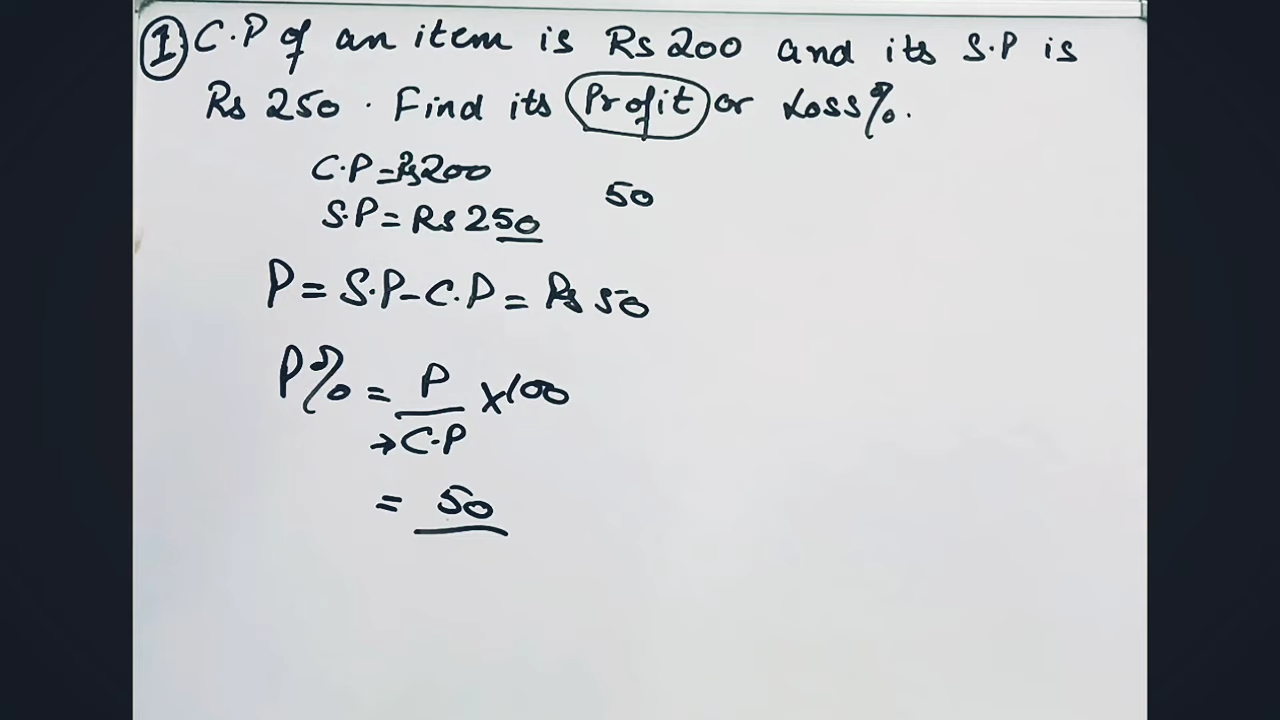 ① C.P of an item is Rs 200 and its S.P is
Rs 250. Find its Profit or Loss%.
C.P = Rs 200
50
S.P = Rs 250
P = S.P - C.P = Rs 50
P% = P/C.P × 100
→
= 50